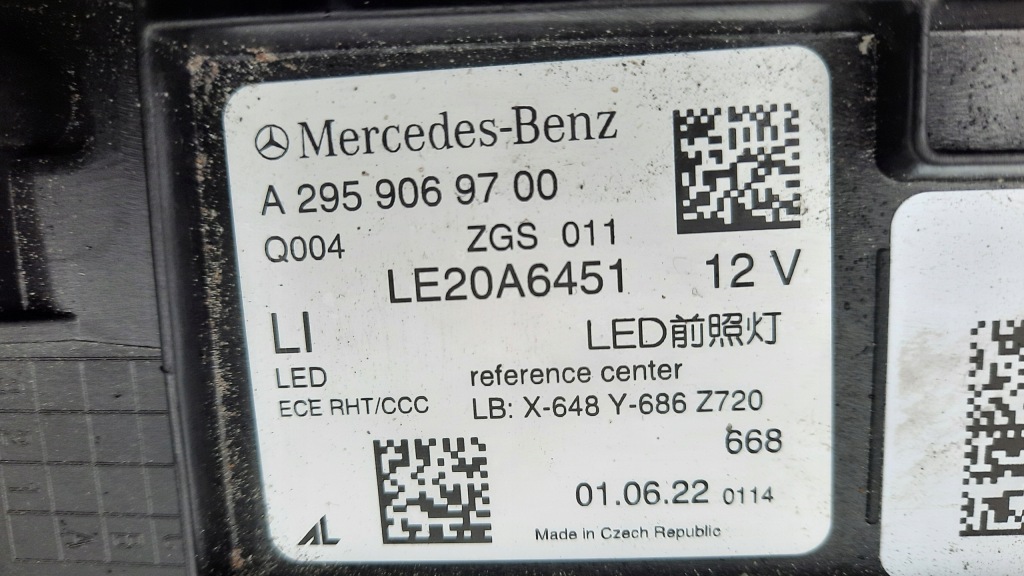 Mercedes-Benz
A 295 906 97 00
Q004 ZGS 011
LE20A6451 12 V
LI LED前照灯
LED reference center
ECE RHT/CCC LB: X-648 Y-686 Z720
668
01.06.22 0114
AL Made in Czech Republic